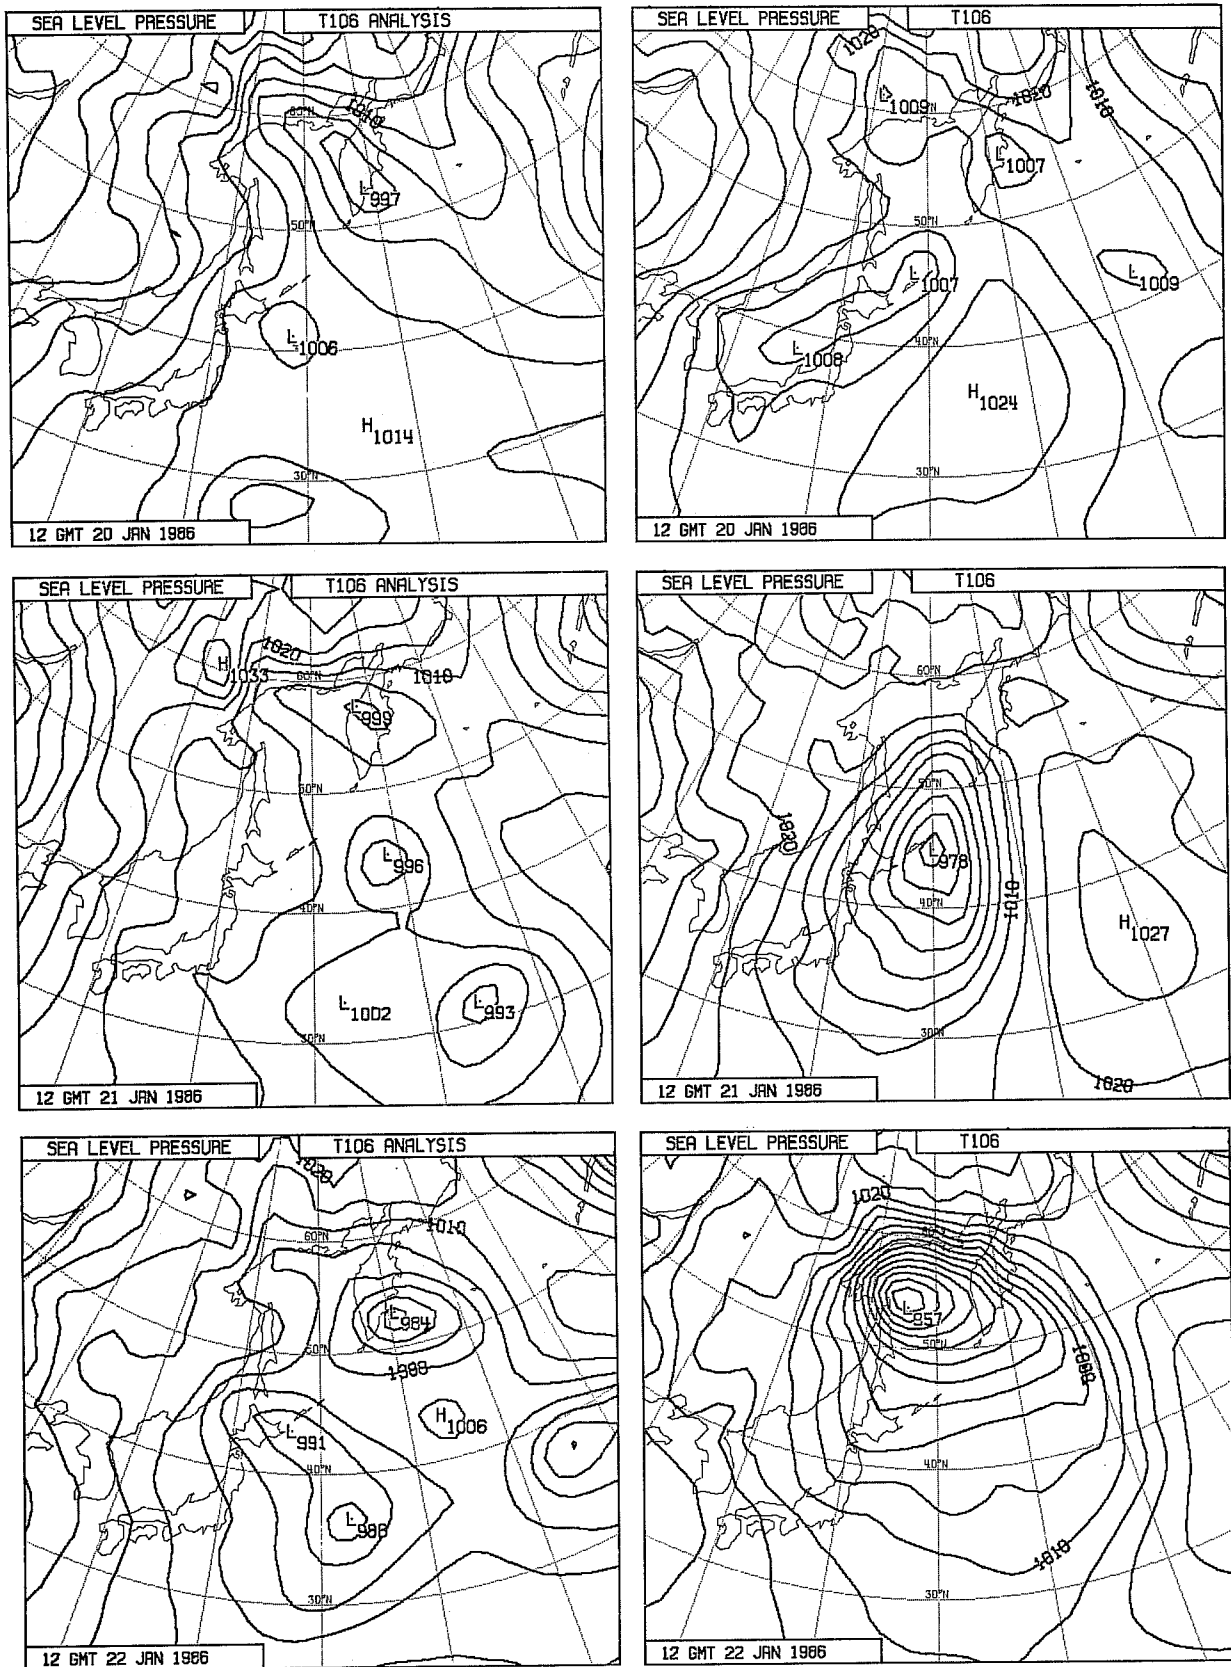 SEA LEVEL PRESSURE T106 ANALYSIS
1010
60°N
L 997
50°N
L 1006
H 1014
30°N
12 GMT 20 JAN 1986
SEA LEVEL PRESSURE T106
1020
L 1009
1020
1010
L 1007
50°N
L 1007
L 1009
40°N
L 1008
H 1024
30°N
12 GMT 20 JAN 1986
SEA LEVEL PRESSURE T106 ANALYSIS
1020
H 1033
60°N
1010
L 999
50°N
L 996
40°N
L 1002
L 993
30°N
12 GMT 21 JAN 1986
SEA LEVEL PRESSURE T106
60°N
50°N
1020
L 978
40°N
1010
H 1027
30°N
1020
12 GMT 21 JAN 1986
SEA LEVEL PRESSURE T106 ANALYSIS
1020
1010
60°N
L 984
50°N
H 1006
L 991
40°N
30°N
12 GMT 22 JAN 1986
SEA LEVEL PRESSURE T106
1020
60°N
50°N
1000
40°N
1010
30°N
12 GMT 22 JAN 1986